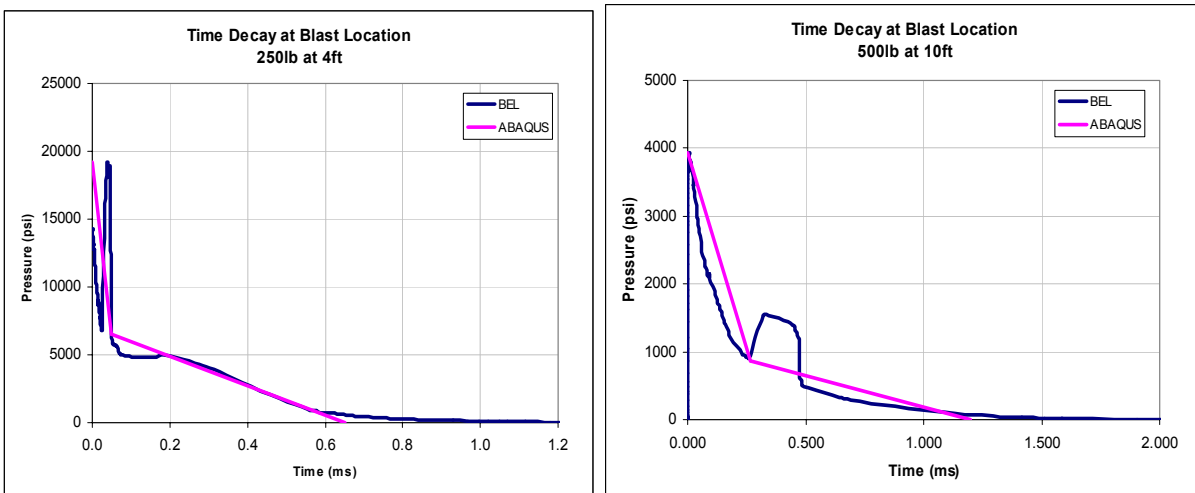 Time Decay at Blast Location
250lb at 4ft
25000
20000
15000
10000
5000
0
Pressure (psi)
BEL
ABAQUS
0.0 0.2 0.4 0.6 0.8 1.0 1.2
Time (ms)
Time Decay at Blast Location
500lb at 10ft
5000
4000
3000
2000
1000
0
Pressure (psi)
BEL
ABAQUS
0.000 0.500 1.000 1.500 2.000
Time (ms)